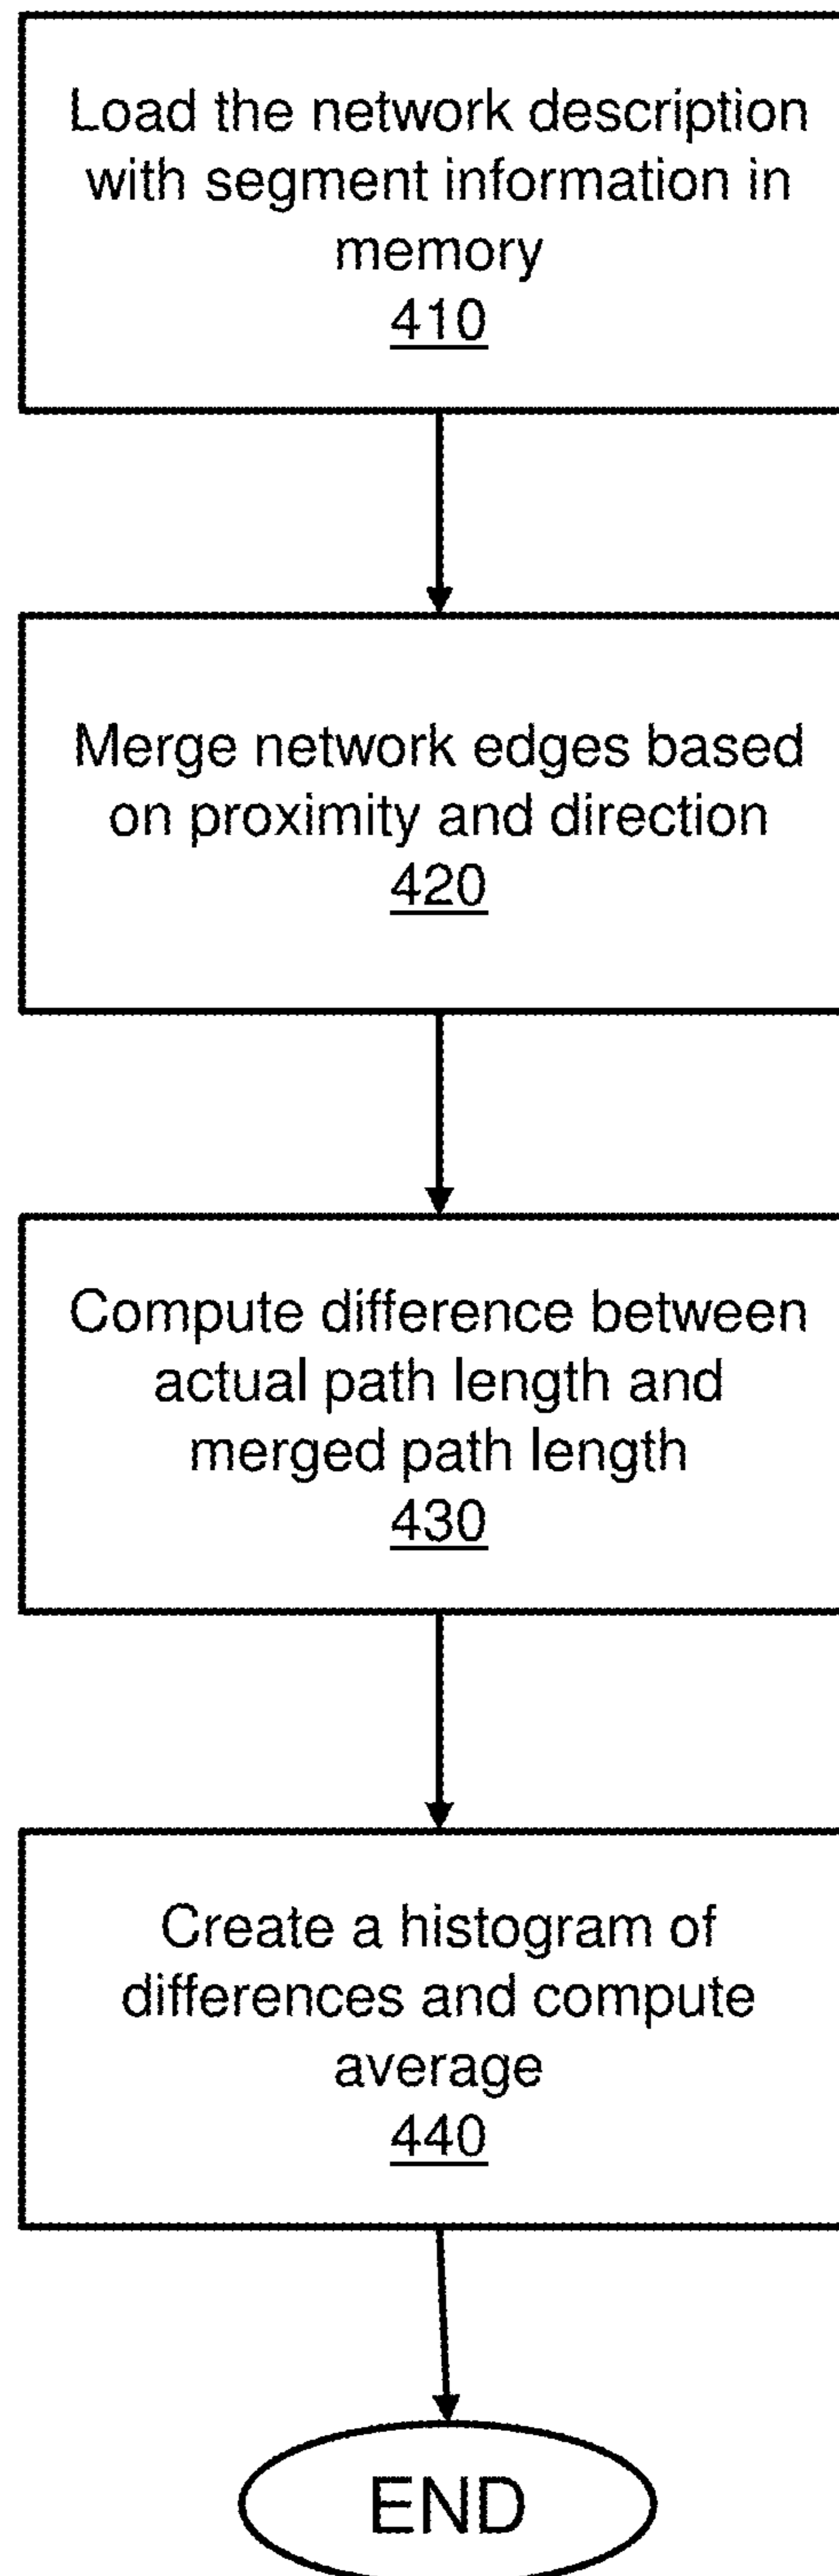 Load the network description
with segment information in
memory
410
Merge network edges based
on proximity and direction
420
Compute difference between
actual path length and
merged path length
430
Create a histogram of
differences and compute
average
440
END